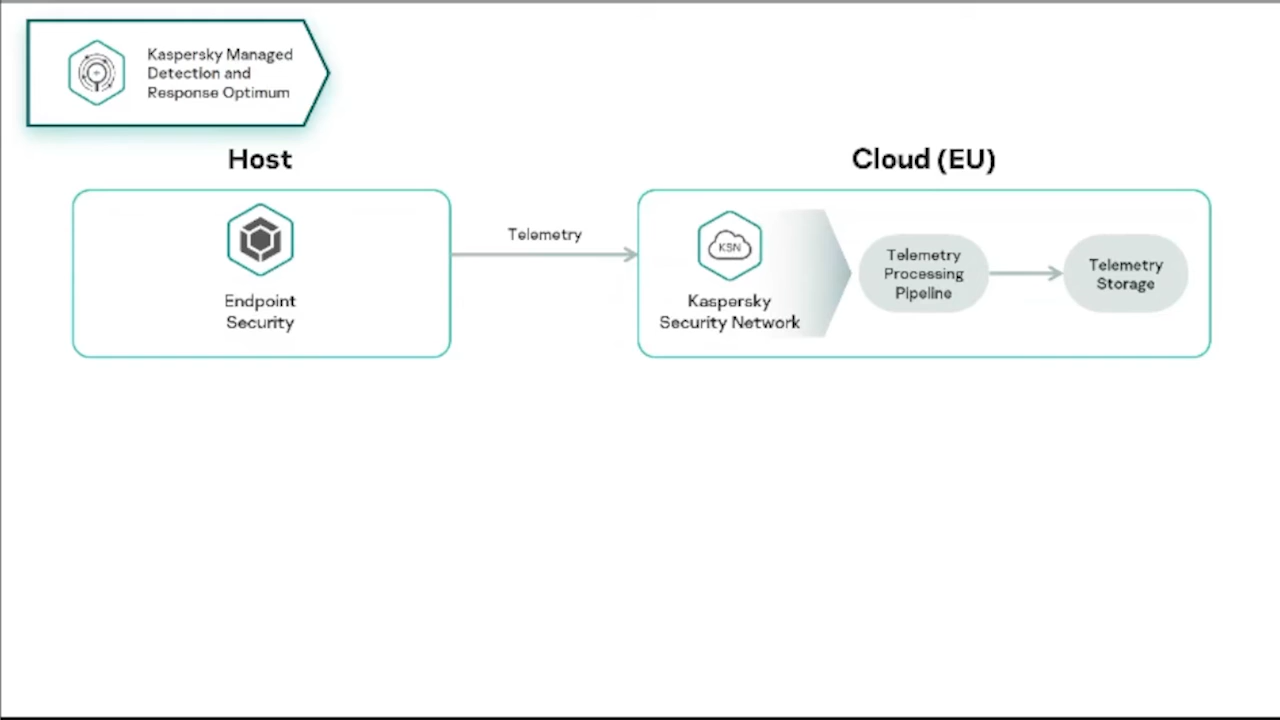 Kaspersky Managed
Detection and
Response Optimum
Host
Cloud (EU)
Endpoint
Security
Telemetry
KSN
Kaspersky
Security Network
Telemetry
Processing
Pipeline
Telemetry
Storage